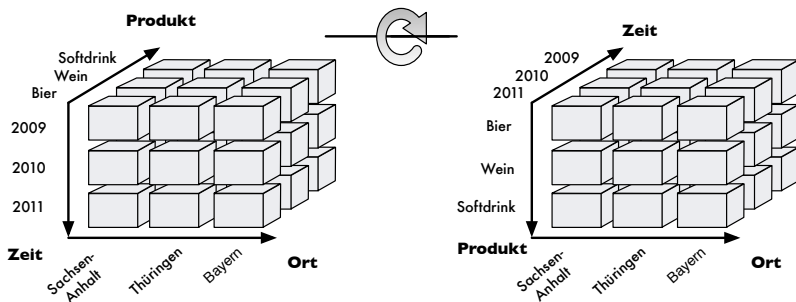 Produkt
Softdrink
Wein
Bier
2009
2010
2011
Zeit
Sachsen-
Anhalt
Thüringen
Bayern
Ort
Zeit
2009
2010
2011
Bier
Wein
Softdrink
Produkt
Sachsen-
Anhalt
Thüringen
Bayern
Ort